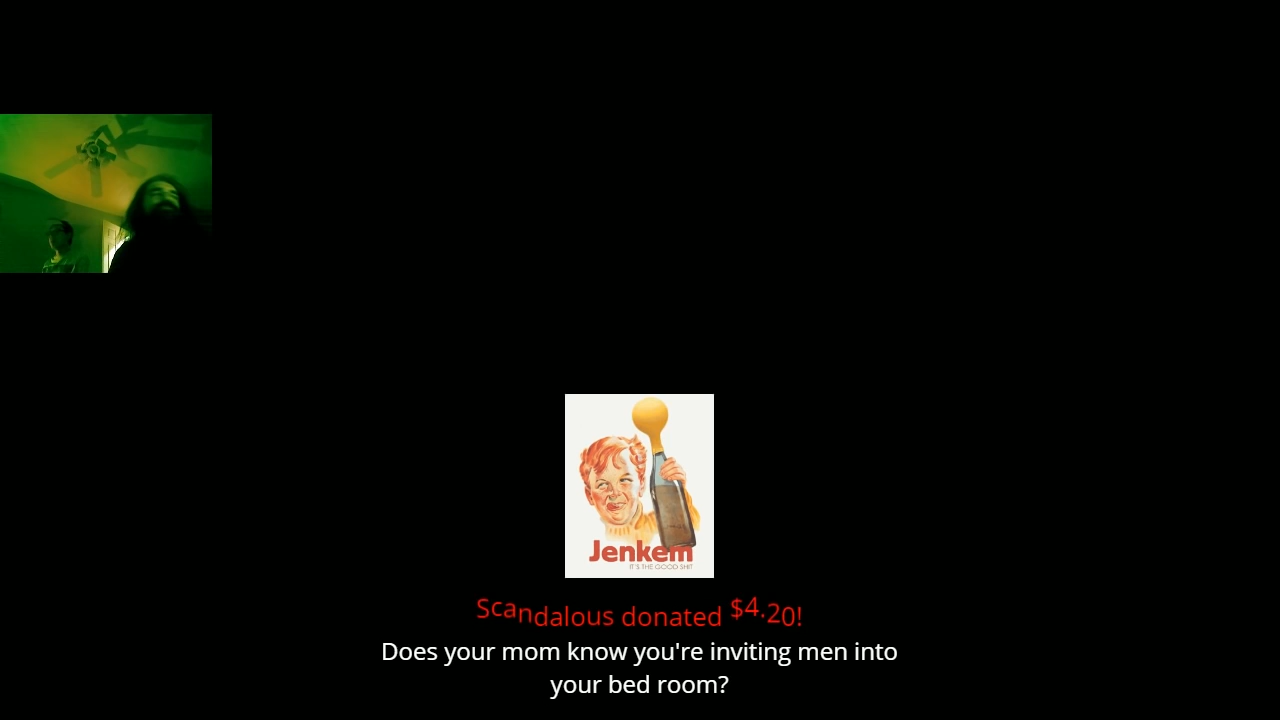 Jenkem
IT'S THE GOOD SHIT
Scandalous donated $4.20!
Does your mom know you're inviting men into
your bed room?